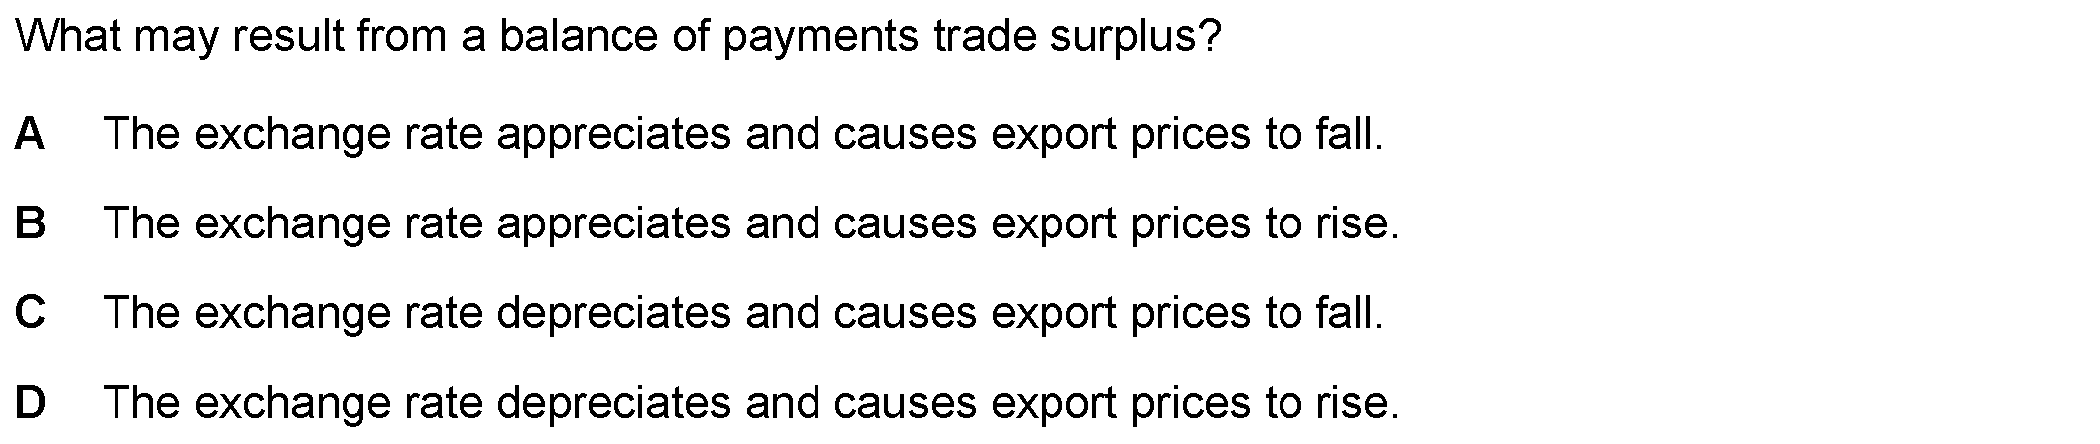 What may result from a balance of payments trade surplus?
A The exchange rate appreciates and causes export prices to fall.
B The exchange rate appreciates and causes export prices to rise.
C The exchange rate depreciates and causes export prices to fall.
D The exchange rate depreciates and causes export prices to rise.